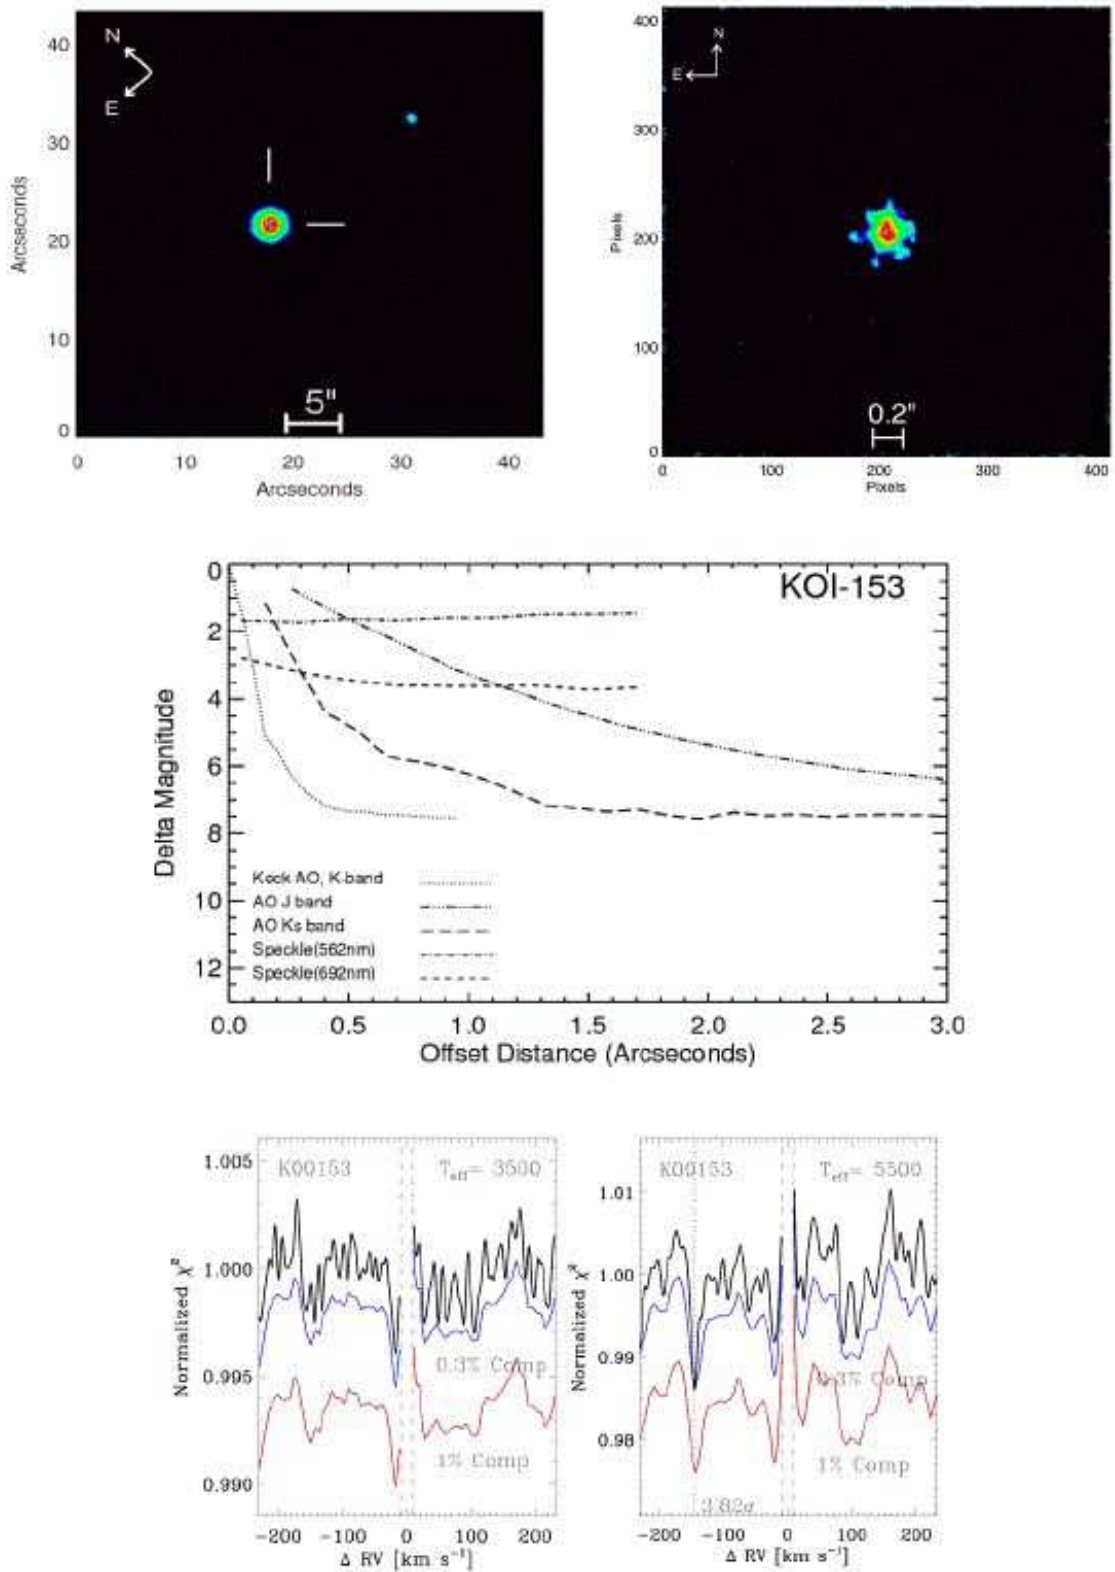 N
E
40
30
20
10
0
Arcseconds
5"
0 10 20 30 40
Arcseconds
N
E
400
300
200
100
0
Pixels
0.2"
0 100 200 300 400
Pixels
KOI-153
0
2
4
6
8
10
12
Delta Magnitude
Keck AO, K-band
AO J band
AO Ks band
Speckle(562nm)
Speckle(692nm)
0.0 0.5 1.0 1.5 2.0 2.5 3.0
Offset Distance (Arcseconds)
K00153 Teff= 3500
1.005
1.000
0.995
0.990
Normalized χ²
0.3% Comp
1% Comp
-200 -100 0 100 200
Δ RV [km s⁻¹]
K00153 Teff= 5500
1.01
1.00
0.99
0.98
Normalized χ²
0.3% Comp
1% Comp
3.82σ
-200 -100 0 100 200
Δ RV [km s⁻¹]